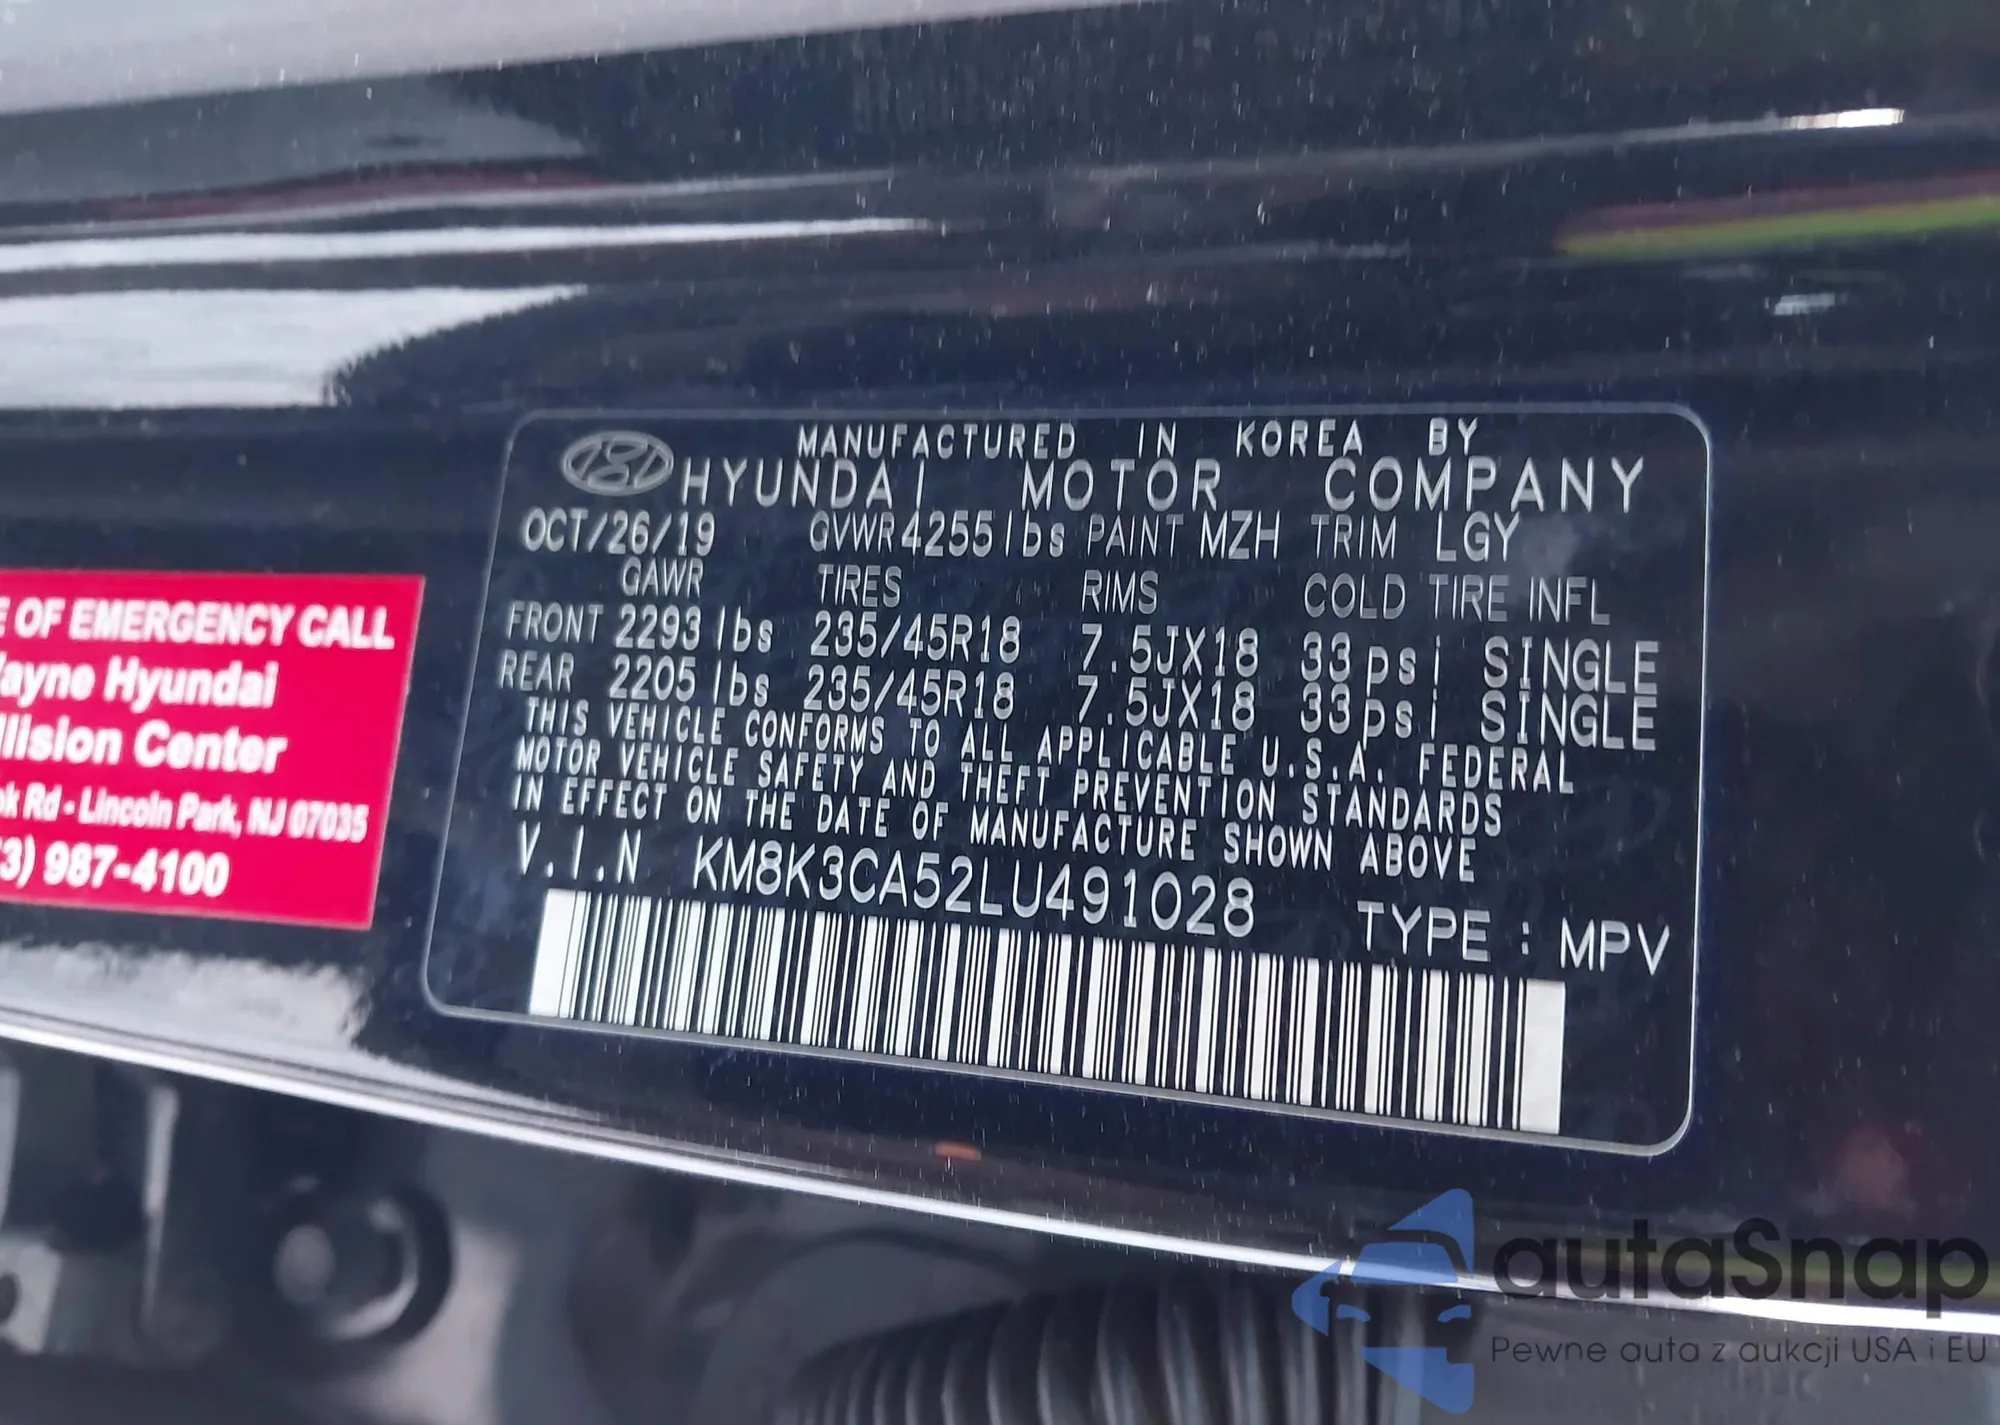 MANUFACTURED IN KOREA BY
HYUNDAI MOTOR COMPANY
OCT/26/19 GVWR 4255 lbs PAINT MZH TRIM LGY
GAWR TIRES RIMS COLD TIRE INFL
FRONT 2293 lbs 235/45R18 7.5JX18 33 psi SINGLE
REAR 2205 lbs 235/45R18 7.5JX18 33 psi SINGLE
THIS VEHICLE CONFORMS TO ALL APPLICABLE U.S.A. FEDERAL
MOTOR VEHICLE SAFETY AND THEFT PREVENTION STANDARDS
IN EFFECT ON THE DATE OF MANUFACTURE SHOWN ABOVE
V.I.N KM8K3CA52LU491028 TYPE : MPV
OF EMERGENCY CALL
Hyundai
Center
Rd - Lincoln Park, NJ 07035
987-4100
autaSnap
Pewne auta z aukcji USA i EU